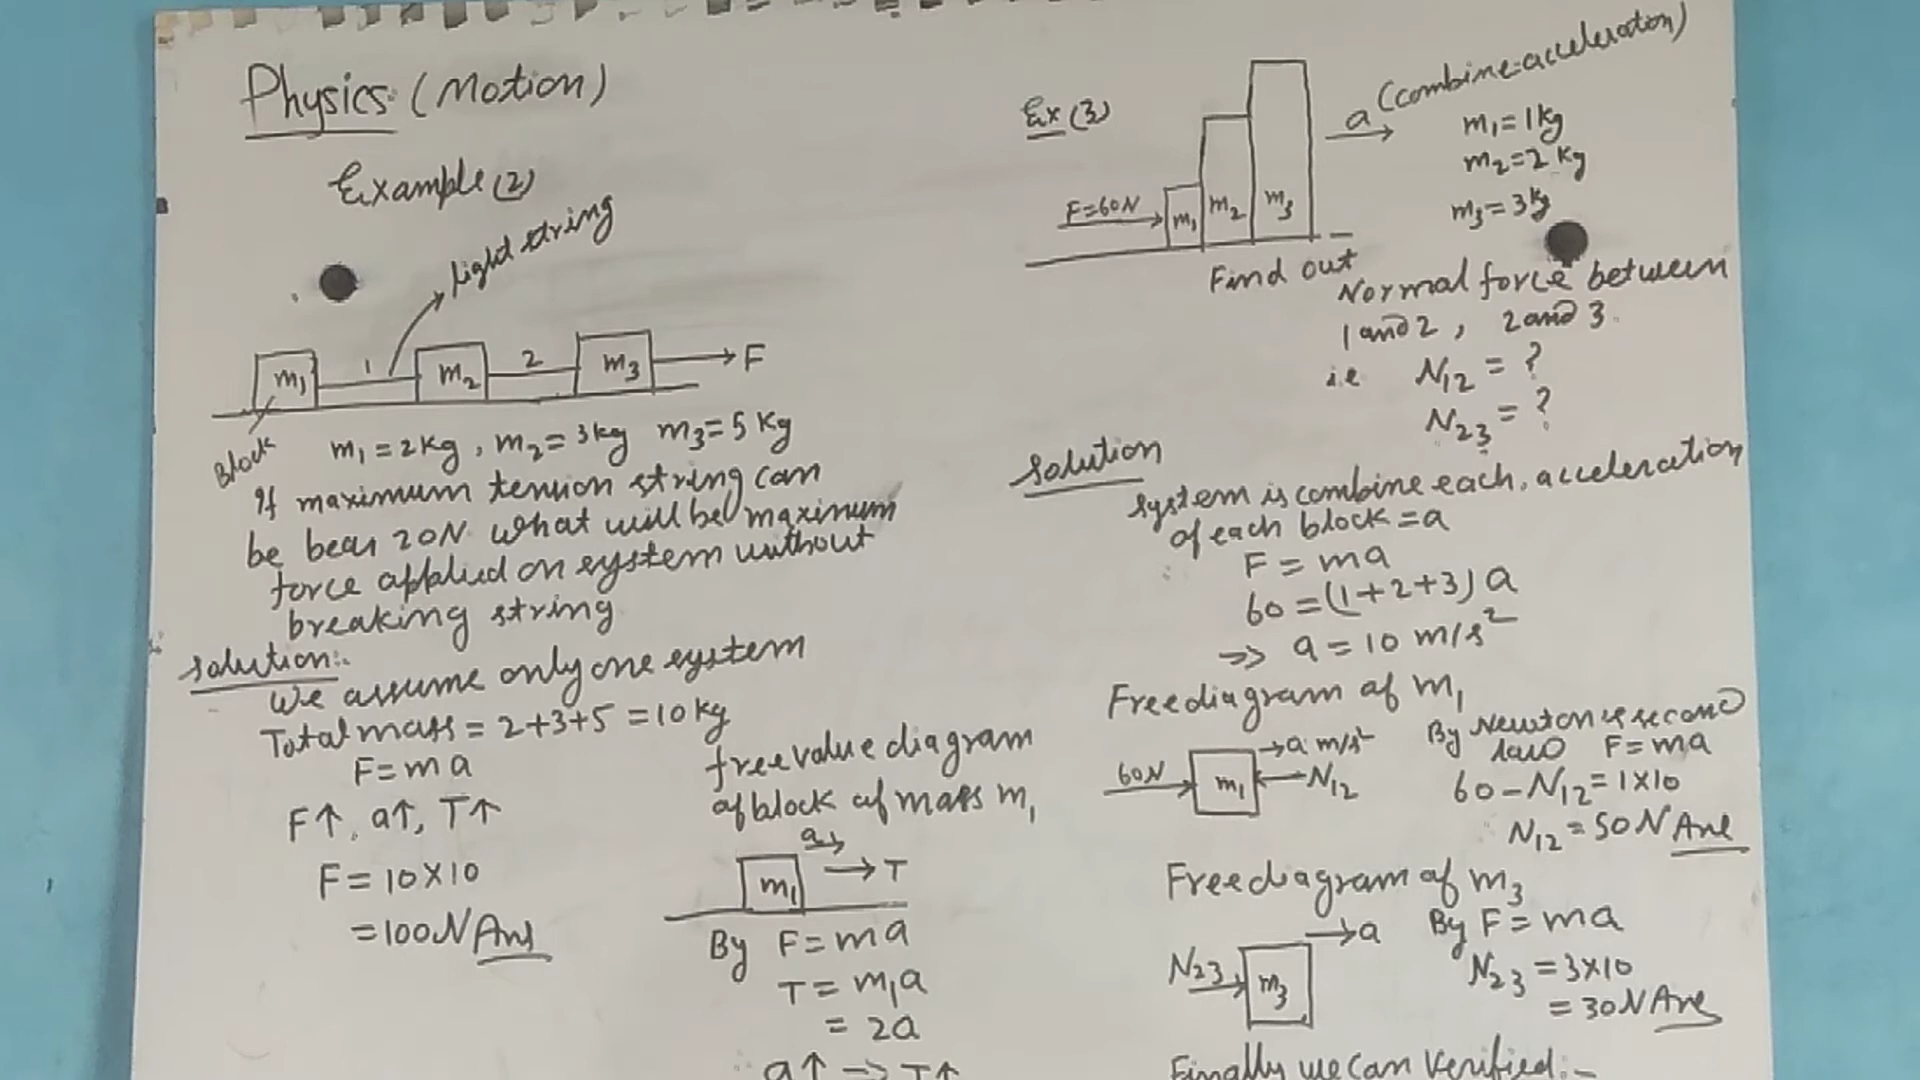 Physics (Motion)
Example (2)
light string
m₁ 1 m₂ 2 m₃ F
Block
m₁ = 2kg, m₂ = 3kg m₃ = 5 kg
If maximum tension string can
be bear 20N. What will be maximum
force applied on system without
breaking string
Solution:
We assume only one system
Total mass = 2+3+5 = 10 kg
F = ma
F↑, a↑, T↑
F = 10×10
= 100N Ans
free value diagram
of block of mass m₁
a
m₁ T
By F = ma
T = m₁a
= 2a
a↑ → T↑
Ex (3)
a (combine acceleration)
m₁ = 1kg
m₂ = 2 kg
m₃ = 3kg
F=60N m₁ m₂ m₃
Find out
Normal force between
1 and 2, 2 and 3.
i.e N₁₂ = ?
N₂₃ = ?
Solution
System is combine each, acceleration
of each block = a
F = ma
60 = (1+2+3) a
⇒ a = 10 m/s²
Free diagram of m₁
60N m₁ a m/s² N₁₂
By Newton's second
law F = ma
60 - N₁₂ = 1×10
N₁₂ = 50N Ans
Free diagram of m₃
N₂₃ m₃ a
By F = ma
N₂₃ = 3×10
= 30N Ans
Finally we can verified:-